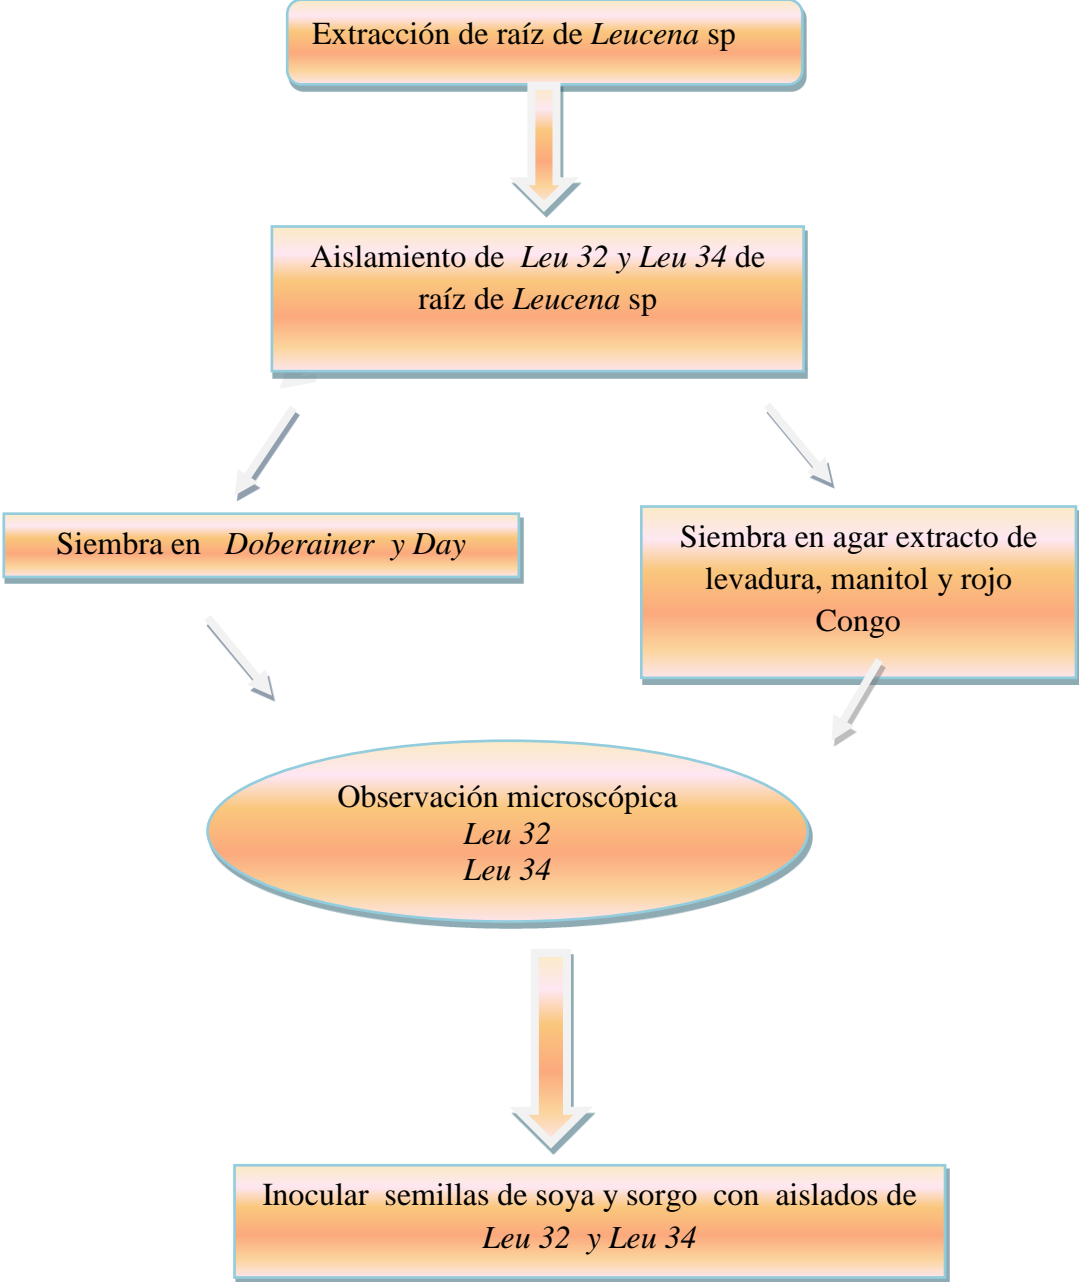 Extracción de raíz de Leucena sp
Aislamiento de Leu 32 y Leu 34 de
raíz de Leucena sp
Siembra en Doberainer y Day
Siembra en agar extracto de
levadura, manitol y rojo
Congo
Observación microscópica
Leu 32
Leu 34
Inocular semillas de soya y sorgo con aislados de
Leu 32 y Leu 34